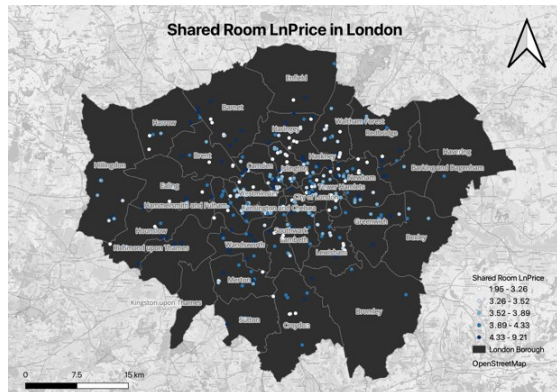 Shared Room LnPrice in London
Enfield
Barnet
Harrow
Haringey
Waltham Forest
Redbridge
Havering
Brent
Hackney
Camden
Islington
Barking and Dagenham
Hillingdon
Newham
Ealing
Westminster
Tower Hamlets
City of London
Hammersmith and Fulham
Kensington and Chelsea
Greenwich
Hounslow
Southwark
Lambeth
Bexley
Richmond upon Thames
Wandsworth
Lewisham
Merton
Kingston upon Thames
Sutton
Croydon
Bromley
Shared Room LnPrice
1.95 - 3.26
3.26 - 3.52
3.52 - 3.89
3.89 - 4.33
4.33 - 9.21
London Borough
OpenStreetMap
0 7.5 15 km